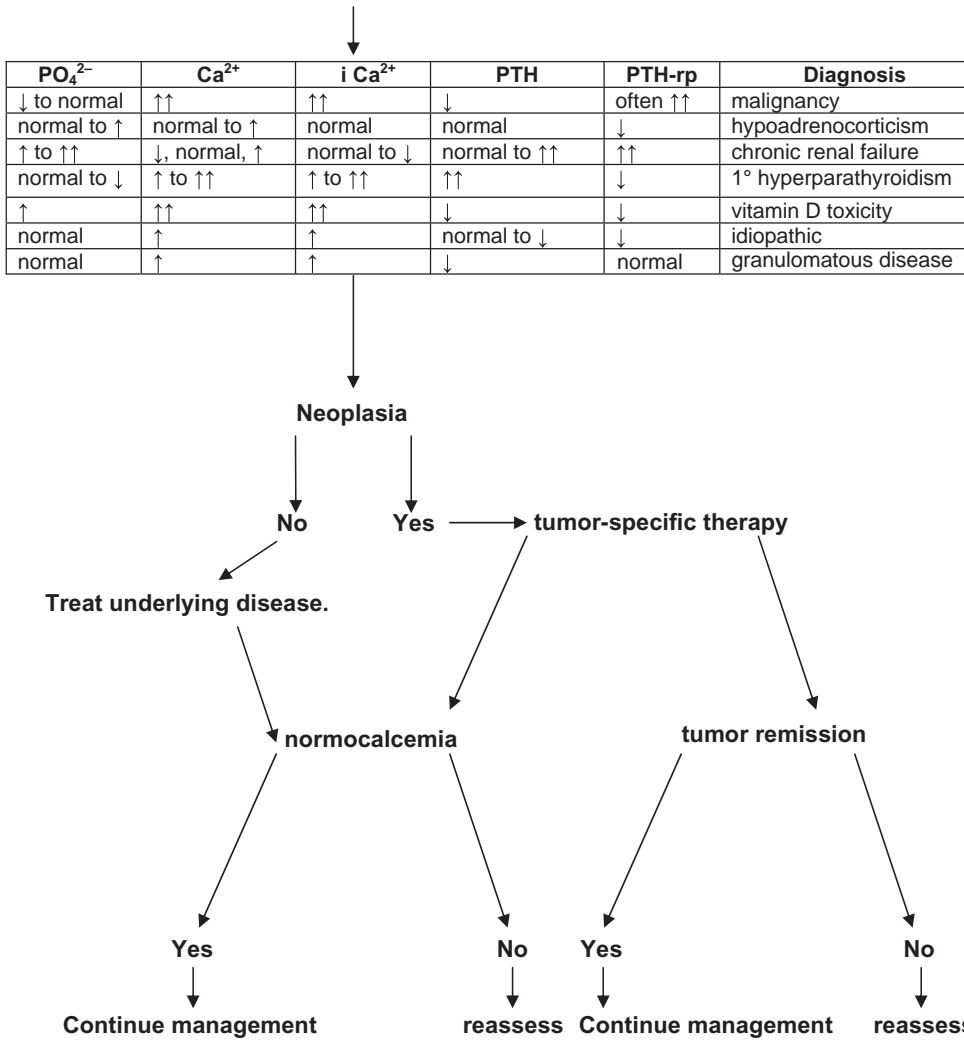 PO₄²⁻ Ca²⁺ i Ca²⁺ PTH PTH-rp Diagnosis
↓ to normal ↑↑ ↑↑ ↓ often ↑↑ malignancy
normal to ↑ normal to ↑ normal normal ↓ hypoadrenocorticism
↑ to ↑↑ ↓, normal, ↑ normal to ↓ normal to ↑↑ ↑↑ chronic renal failure
normal to ↓ ↑ to ↑↑ ↑ to ↑↑ ↑↑ ↓ 1° hyperparathyroidism
↑ ↑↑ ↑↑ ↓ ↓ vitamin D toxicity
normal ↑ ↑ normal to ↓ ↓ idiopathic
normal ↑ ↑ ↓ normal granulomatous disease
Neoplasia
No Yes tumor-specific therapy
Treat underlying disease.
normocalcemia tumor remission
Yes No Yes No
Continue management reassess Continue management reassess